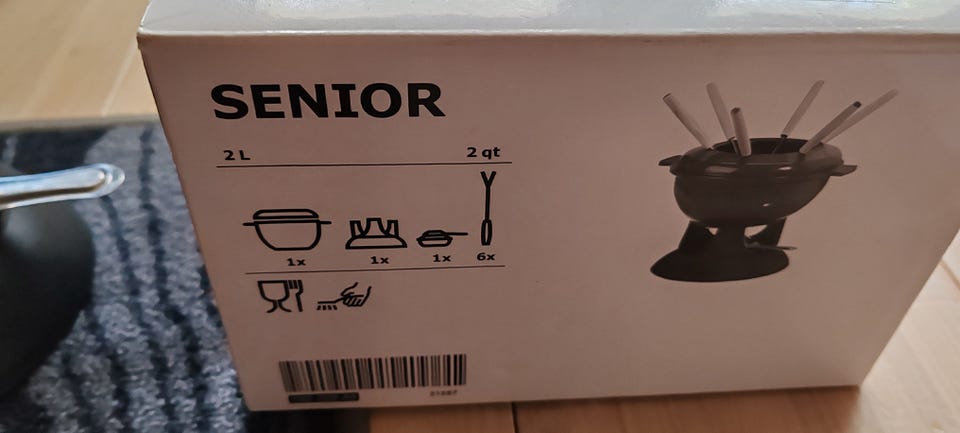 SENIOR
2 L 2 qt
1x 1x 1x 6x